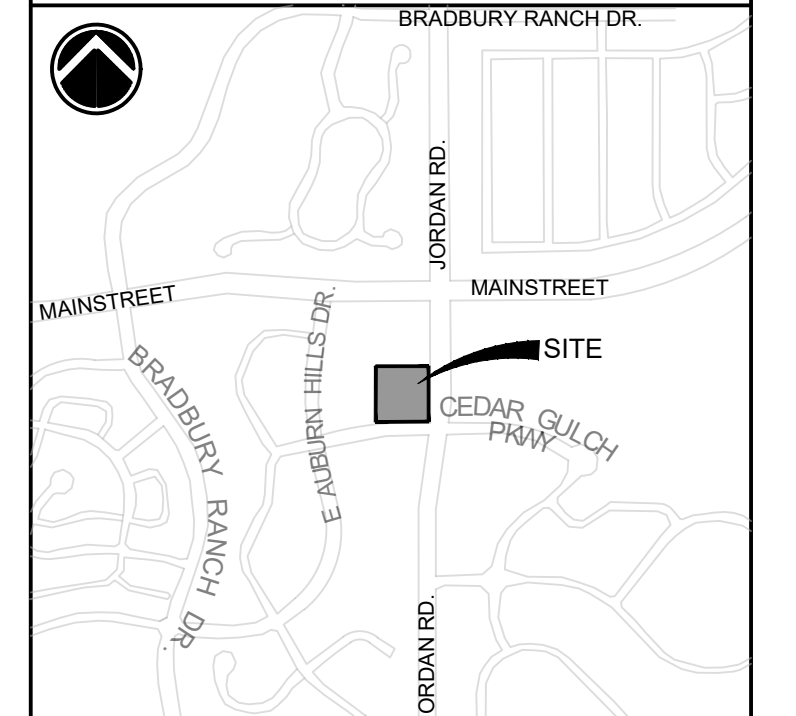 BRADBURY RANCH DR.
JORDAN RD.
MAINSTREET
MAINSTREET
E AUBURN HILLS DR.
SITE
BRADBURY RANCH DR.
CEDAR GULCH
PKWY
ORDAN RD.